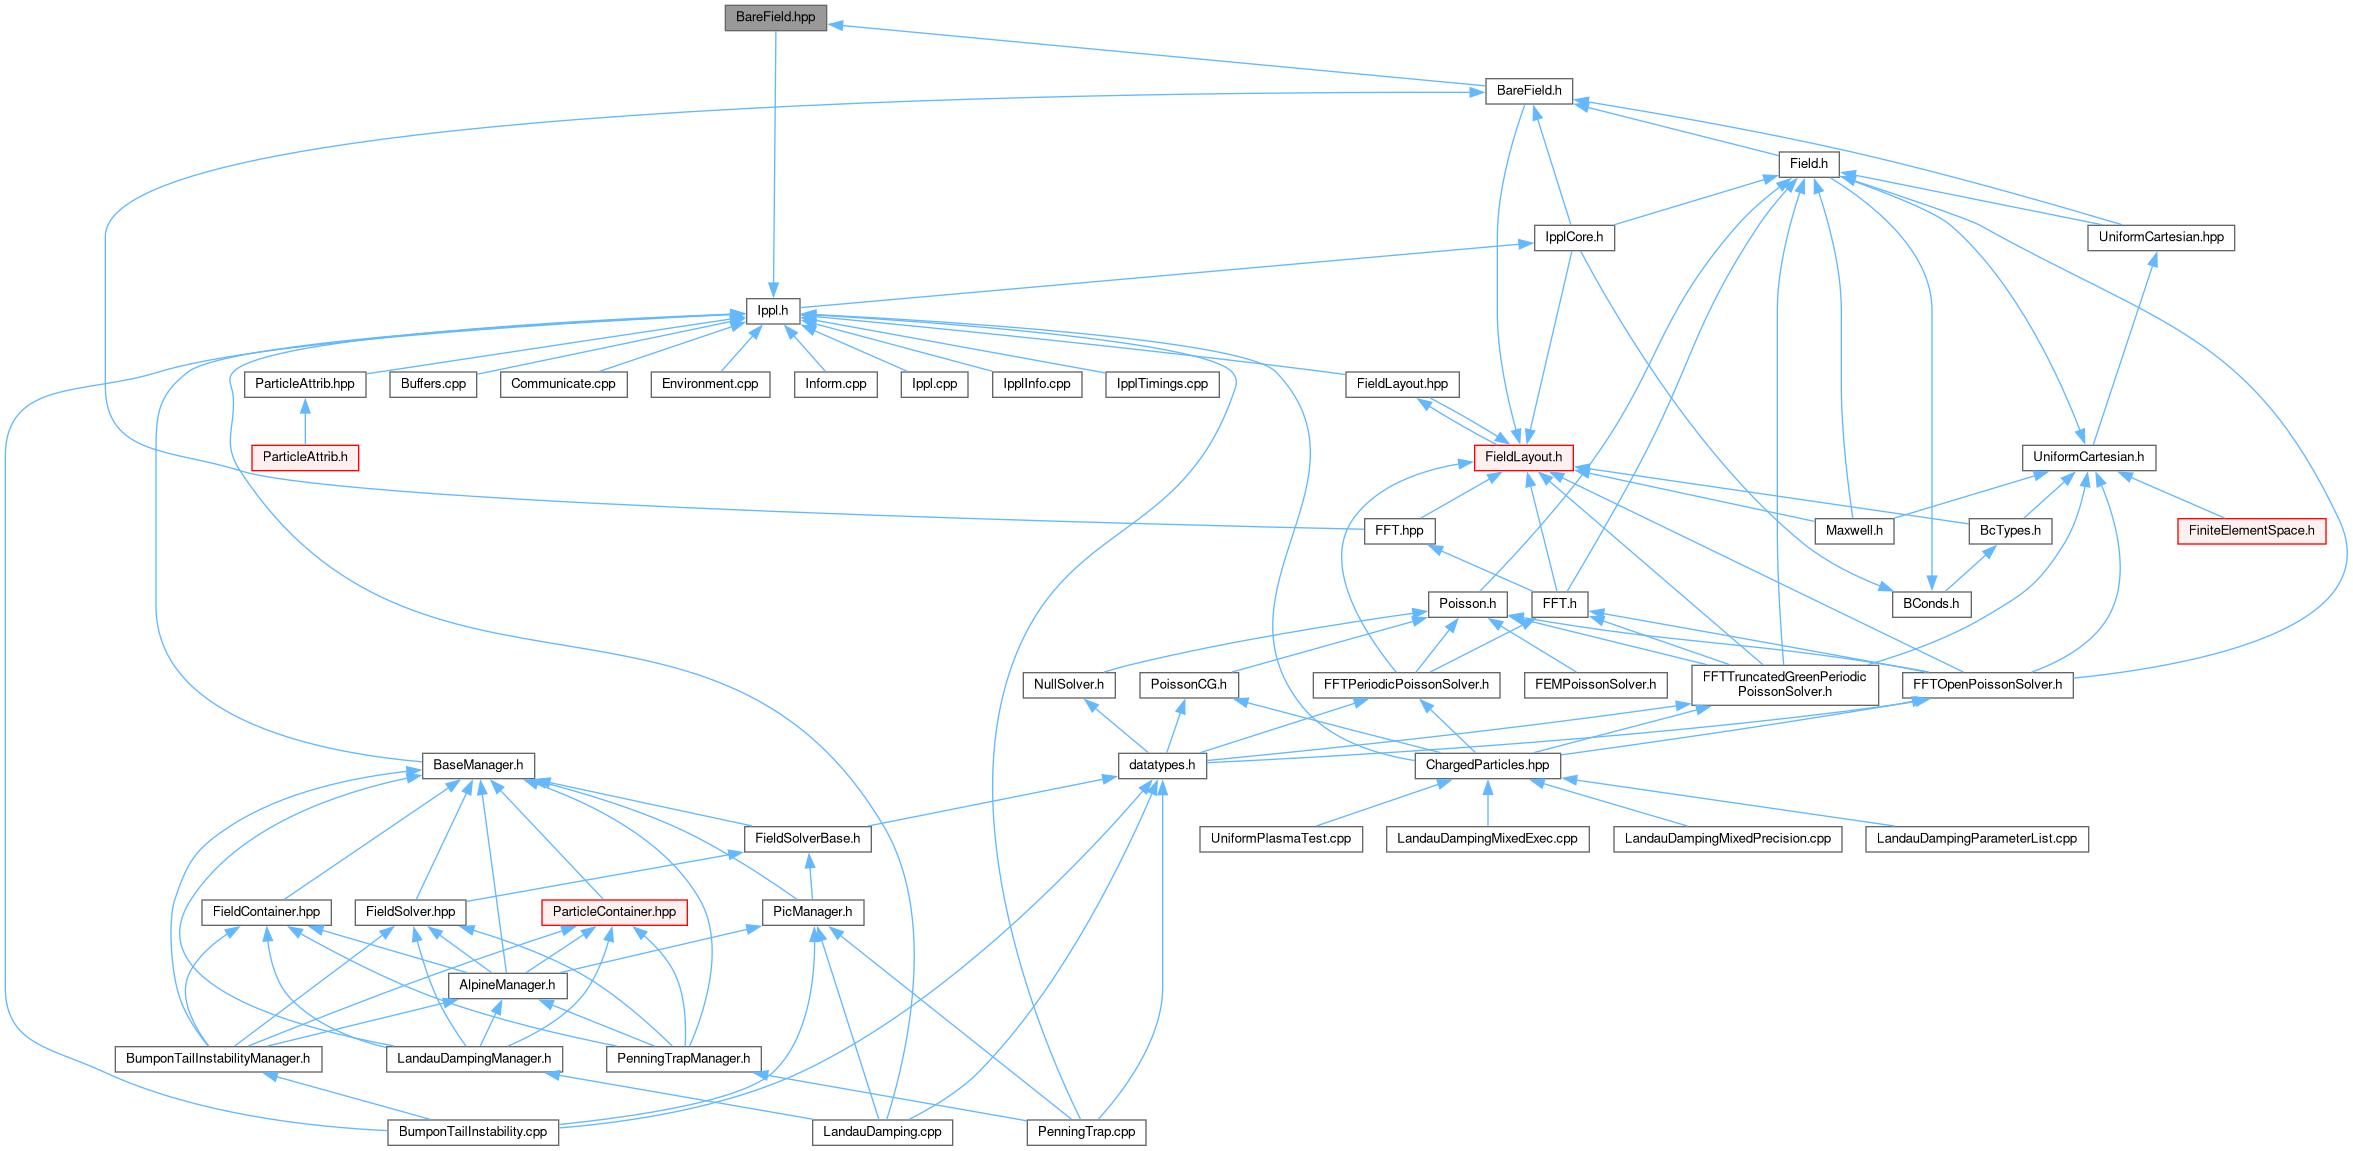 BareField.hpp
BareField.h
Field.h
IpplCore.h
UniformCartesian.hpp
Ippl.h
ParticleAttrib.hpp
Buffers.cpp
Communicate.cpp
Environment.cpp
Inform.cpp
Ippl.cpp
IpplInfo.cpp
IpplTimings.cpp
FieldLayout.hpp
ParticleAttrib.h
FieldLayout.h
UniformCartesian.h
FFT.hpp
Maxwell.h
BcTypes.h
FiniteElementSpace.h
Poisson.h
FFT.h
BConds.h
NullSolver.h
PoissonCG.h
FFTPeriodicPoissonSolver.h
FEMPoissonSolver.h
FFTTruncatedGreenPeriodic
PoissonSolver.h
FFTOpenPoissonSolver.h
BaseManager.h
datatypes.h
ChargedParticles.hpp
FieldSolverBase.h
UniformPlasmaTest.cpp
LandauDampingMixedExec.cpp
LandauDampingMixedPrecision.cpp
LandauDampingParameterList.cpp
FieldContainer.hpp
FieldSolver.hpp
ParticleContainer.hpp
PicManager.h
AlpineManager.h
BumponTailInstabilityManager.h
LandauDampingManager.h
PenningTrapManager.h
BumponTailInstability.cpp
LandauDamping.cpp
PenningTrap.cpp